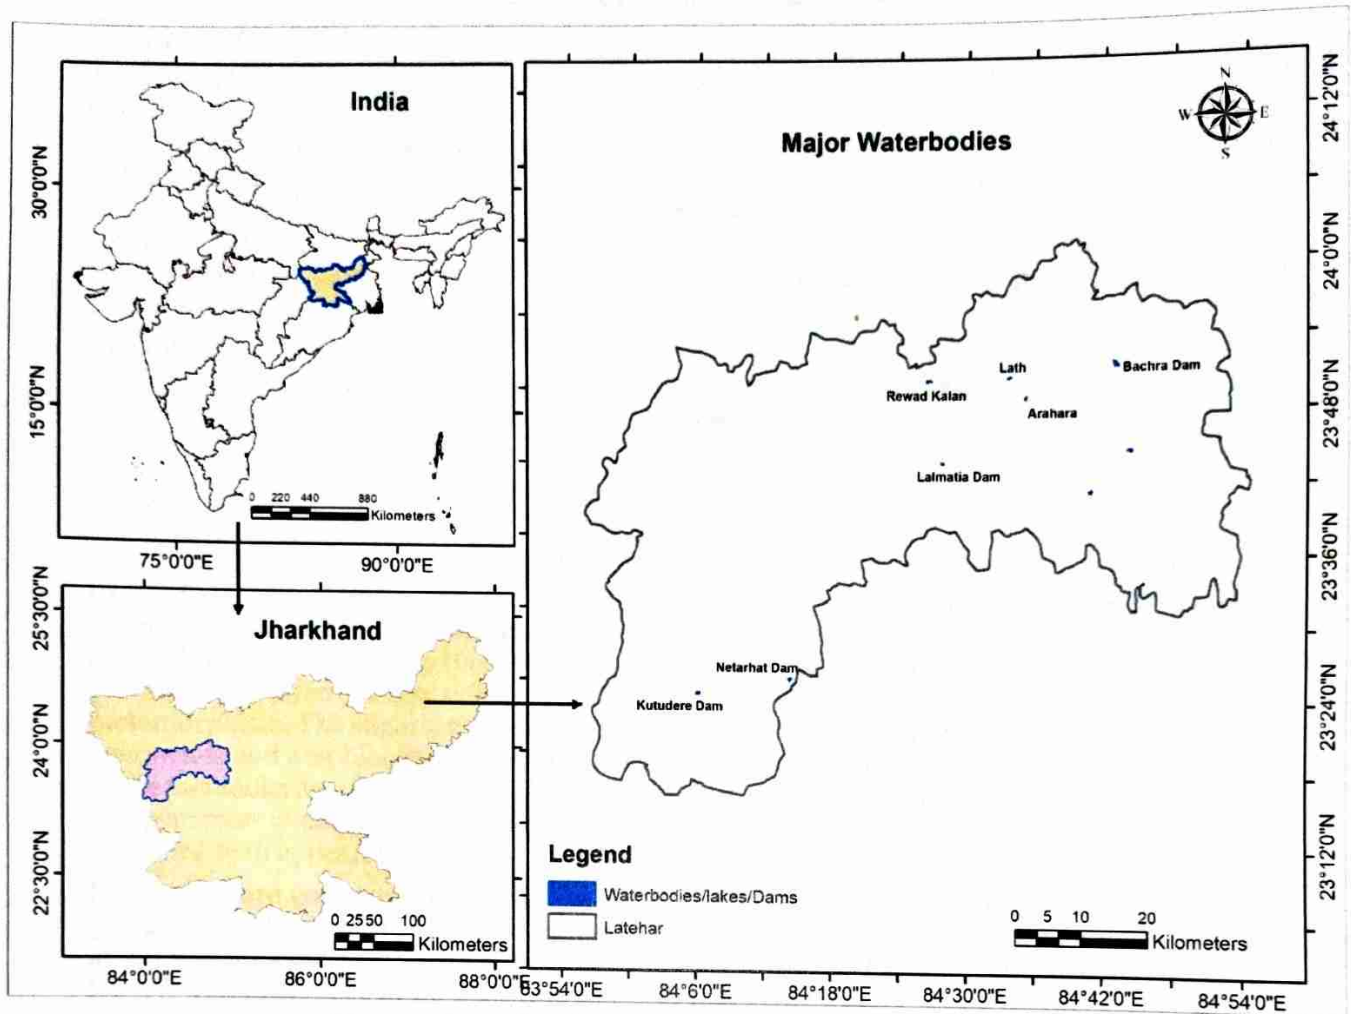 India
30°0'0"N
15°0'0"N
0 220 440 880
Kilometers
75°0'0"E 90°0'0"E
Jharkhand
25°30'0"N
24°0'0"N
22°30'0"N
0 25 50 100
Kilometers
84°0'0"E 86°0'0"E 88°0'0"E
Major Waterbodies
N
W E
S
Lath
Bachra Dam
Rewad Kalan
Arahara
Lalmatia Dam
Netarhat Dam
Kutudere Dam
Legend
Waterbodies/lakes/Dams
Latehar
0 5 10 20
Kilometers
24°12'0"N
24°0'0"N
23°48'0"N
23°36'0"N
23°24'0"N
23°12'0"N
83°54'0"E 84°6'0"E 84°18'0"E 84°30'0"E 84°42'0"E 84°54'0"E